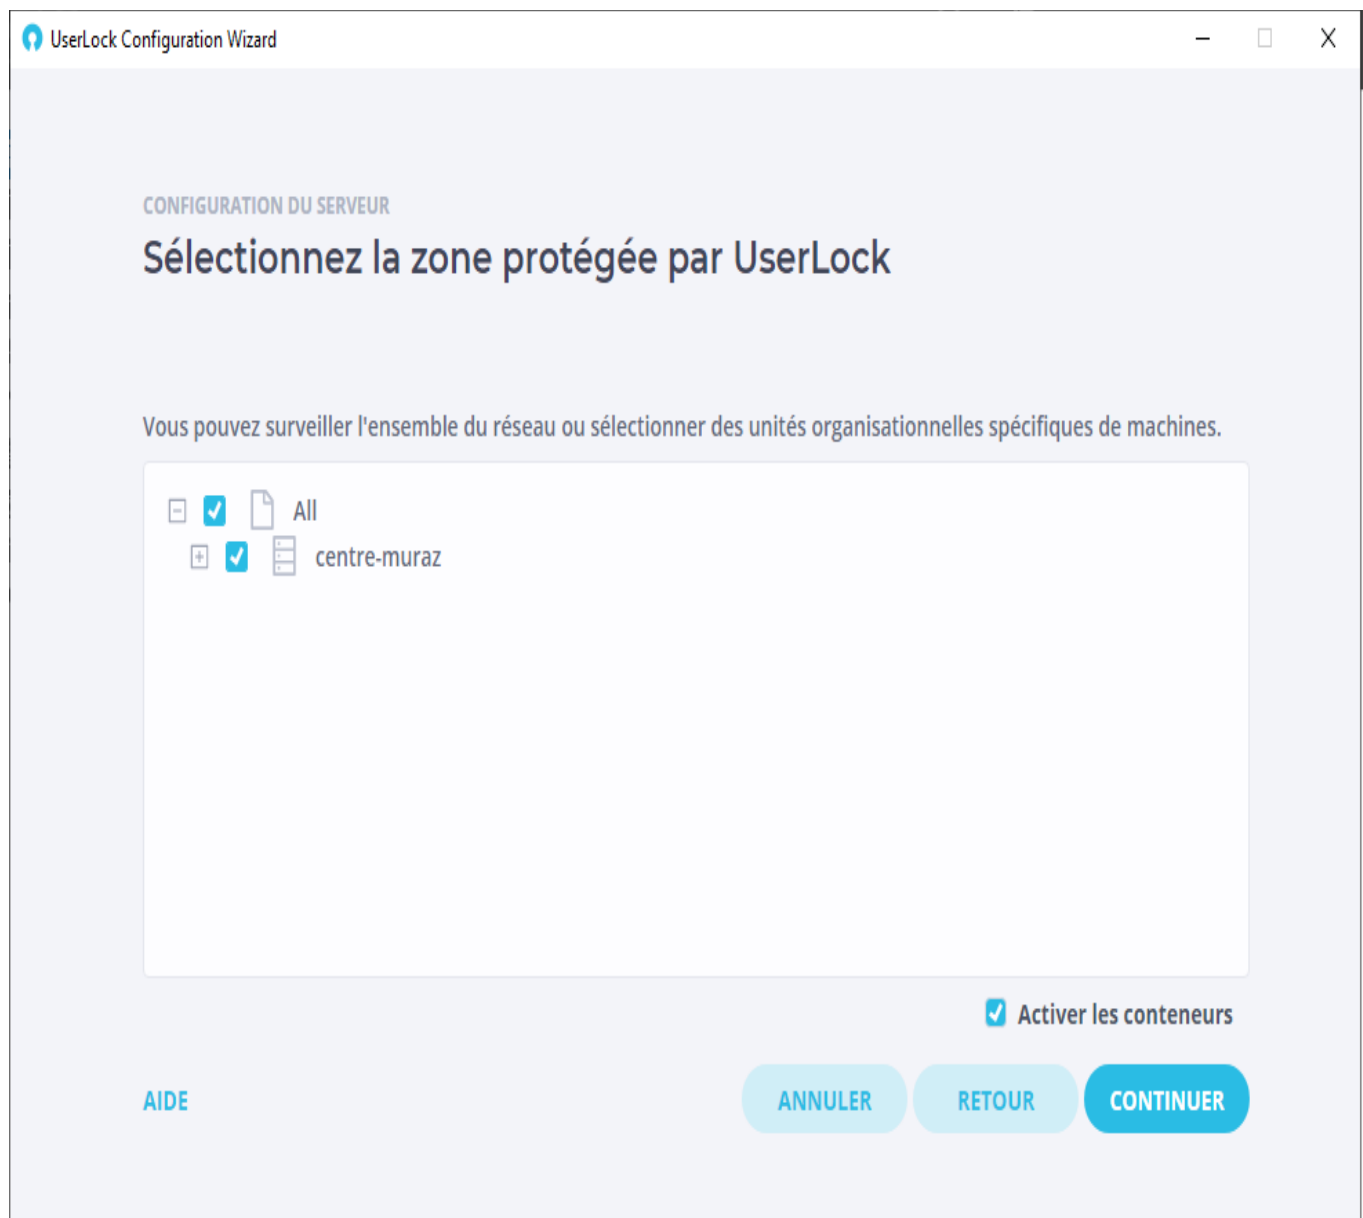 UserLock Configuration Wizard
CONFIGURATION DU SERVEUR
Sélectionnez la zone protégée par UserLock
Vous pouvez surveiller l'ensemble du réseau ou sélectionner des unités organisationnelles spécifiques de machines.
All
centre-muraz
Activer les conteneurs
AIDE ANNULER RETOUR CONTINUER